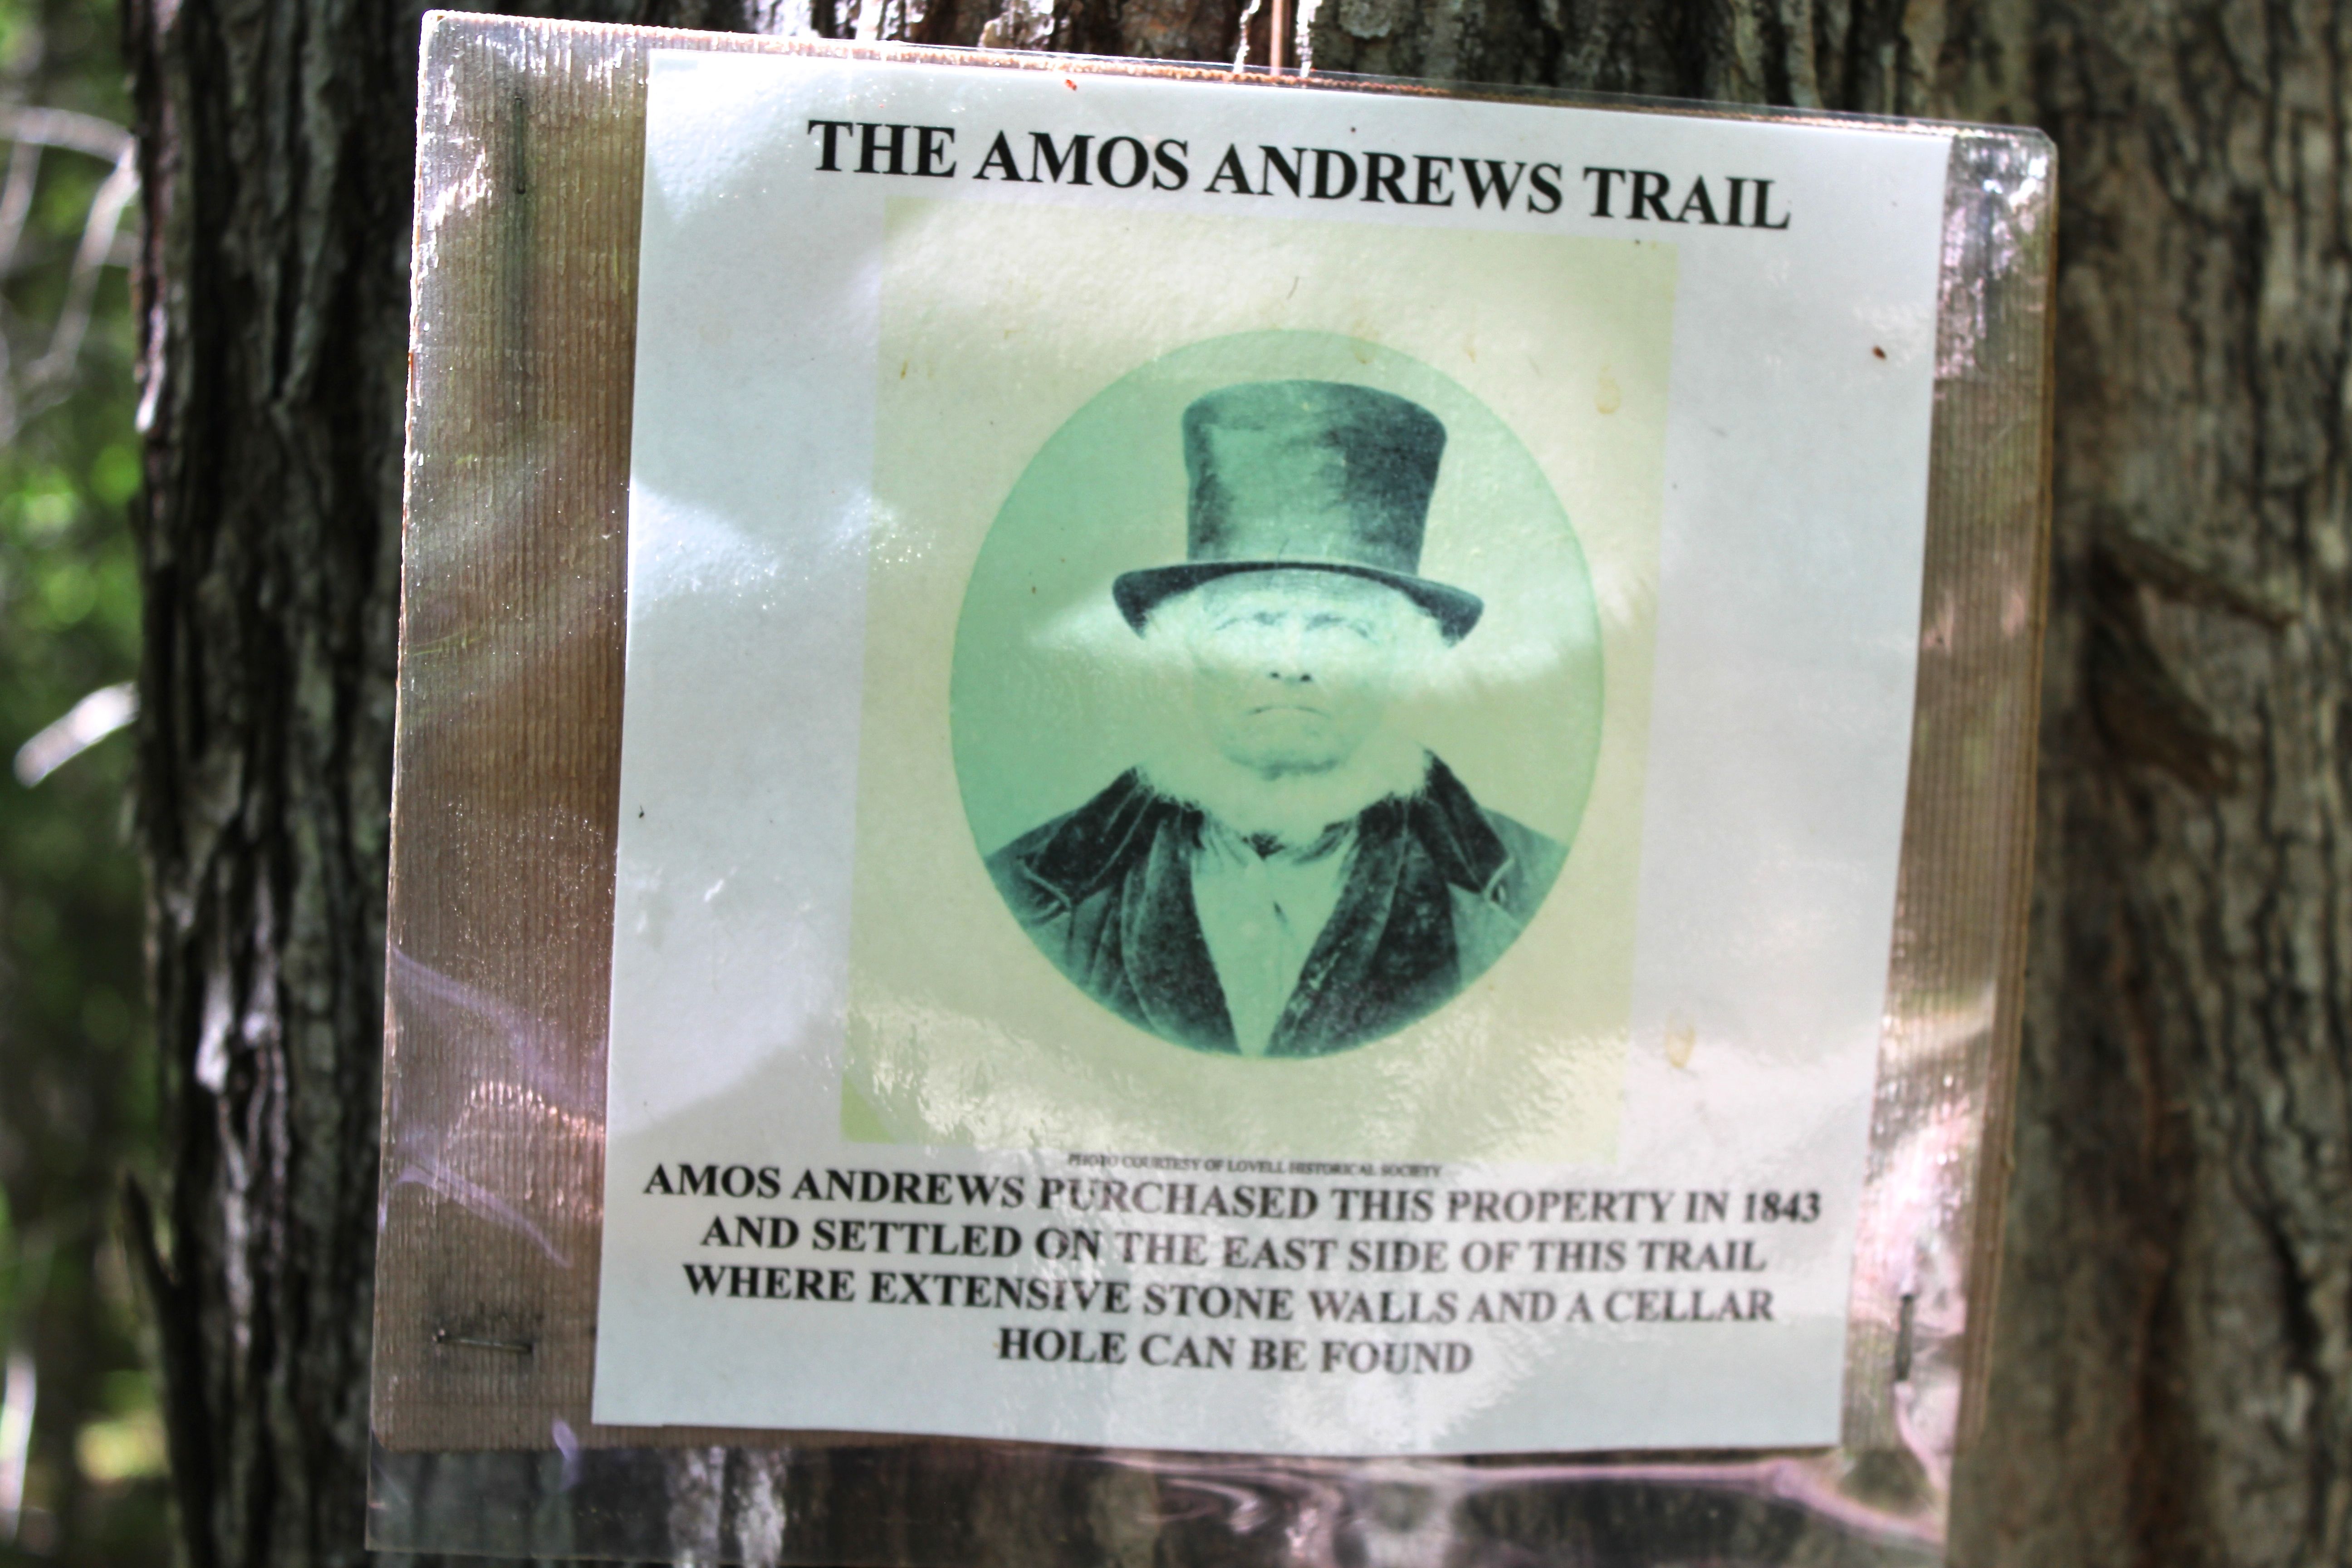 THE AMOS ANDREWS TRAIL
PHOTO COURTESY OF LOVELL HISTORICAL SOCIETY
AMOS ANDREWS PURCHASED THIS PROPERTY IN 1843
AND SETTLED ON THE EAST SIDE OF THIS TRAIL
WHERE EXTENSIVE STONE WALLS AND A CELLAR
HOLE CAN BE FOUND